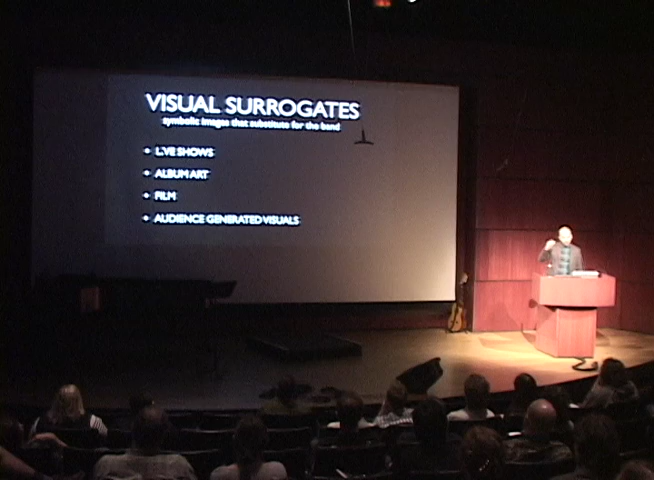 VISUAL SURROGATES
symbolic images that substitute for the band
LIVE SHOWS
ALBUM ART
FILM
AUDIENCE GENERATED VISUALS